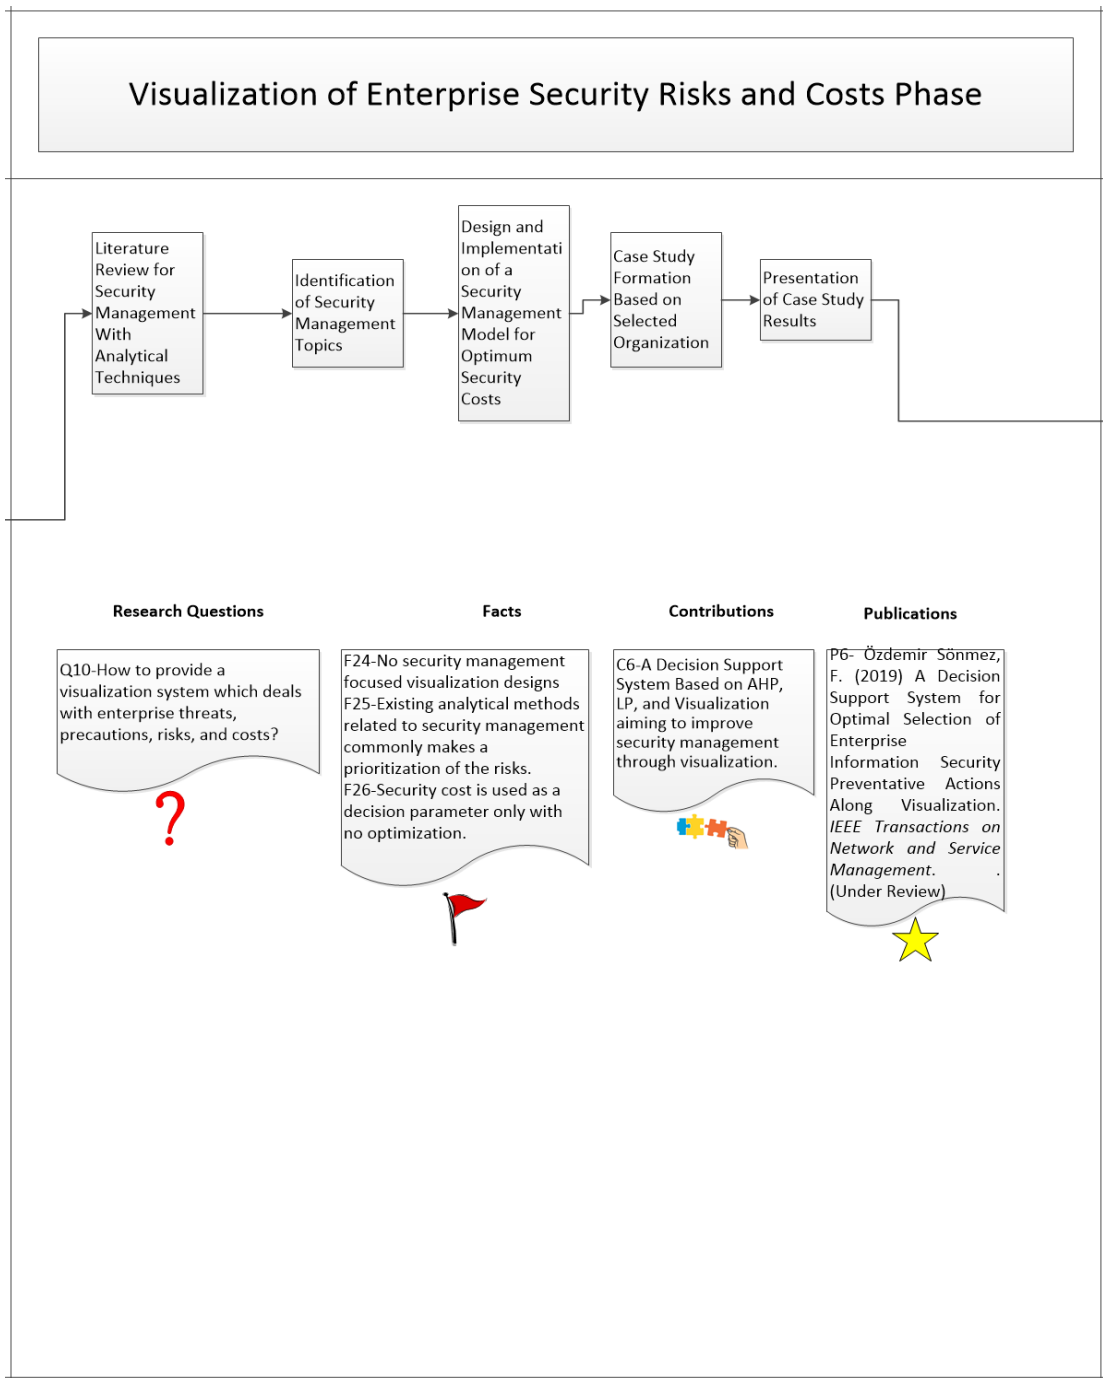 Visualization of Enterprise Security Risks and Costs Phase
Literature
Review for
Security
Management
With
Analytical
Techniques
Identification
of Security
Management
Topics
Design and
Implementati
on of a
Security
Management
Model for
Optimum
Security
Costs
Case Study
Formation
Based on
Selected
Organization
Presentation
of Case Study
Results
Research Questions
Q10-How to provide a
visualization system which deals
with enterprise threats,
precautions, risks, and costs?
Facts
F24-No security management
focused visualization designs
F25-Existing analytical methods
related to security management
commonly makes a
prioritization of the risks.
F26-Security cost is used as a
decision parameter only with
no optimization.
Contributions
C6-A Decision Support
System Based on AHP,
LP, and Visualization
aiming to improve
security management
through visualization.
Publications
P6- Özdemir Sönmez,
F. (2019) A Decision
Support System for
Optimal Selection of
Enterprise
Information Security
Preventative Actions
Along Visualization.
IEEE Transactions on
Network and Service
Management. .
(Under Review)